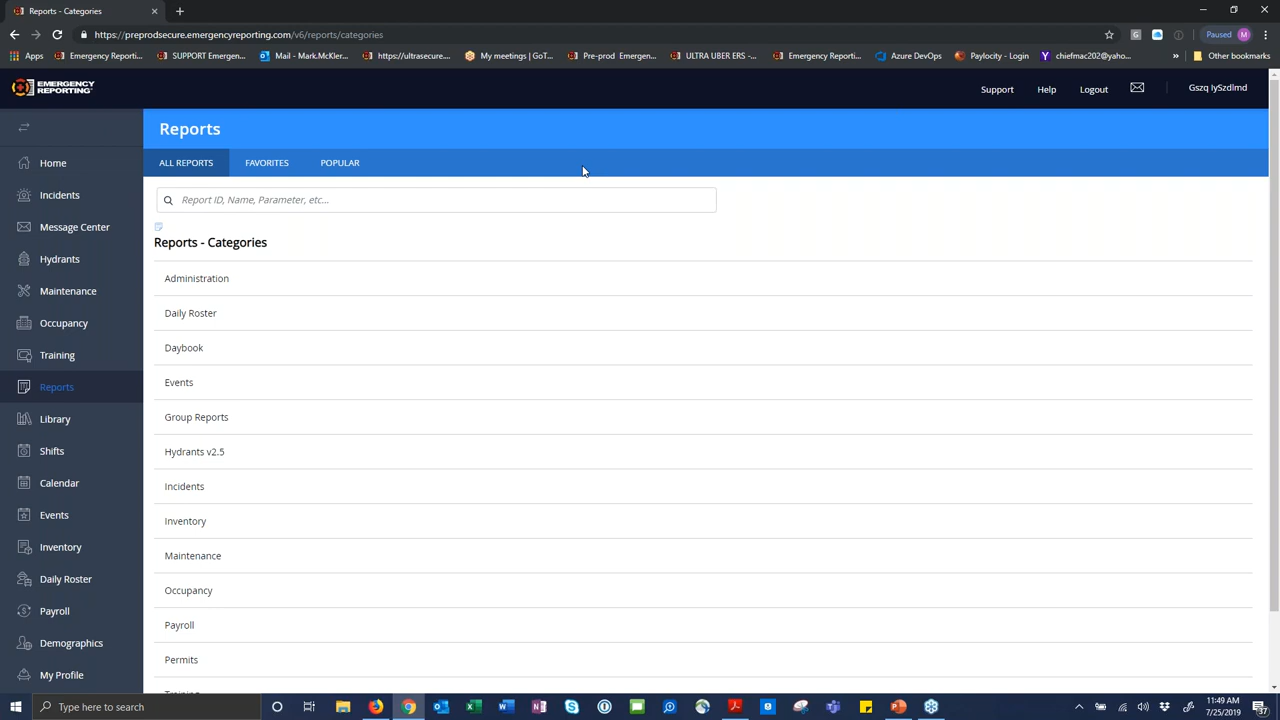 Reports - Categories
https://preprodsecure.emergencyreporting.com/v6/reports/categories
Paused
M
Apps
Emergency Reporti...
SUPPORT Emergen...
Mail - Mark.McKler...
https://ultrasecure....
My meetings | GoT...
Pre-prod Emergen...
ULTRA UBER ERS -...
Emergency Reporti...
Azure DevOps
Paylocity - Login
chiefmac202@yaho...
Other bookmarks
EMERGENCY
REPORTING
Support
Help
Logout
Gszq IySzdlmd
Reports
ALL REPORTS
FAVORITES
POPULAR
Report ID, Name, Parameter, etc...
Home
Incidents
Message Center
Hydrants
Maintenance
Occupancy
Training
Reports
Library
Shifts
Calendar
Events
Inventory
Daily Roster
Payroll
Demographics
My Profile
Reports - Categories
Administration
Daily Roster
Daybook
Events
Group Reports
Hydrants v2.5
Incidents
Inventory
Maintenance
Occupancy
Payroll
Permits
Training
Type here to search
11:49 AM
7/25/2019
37